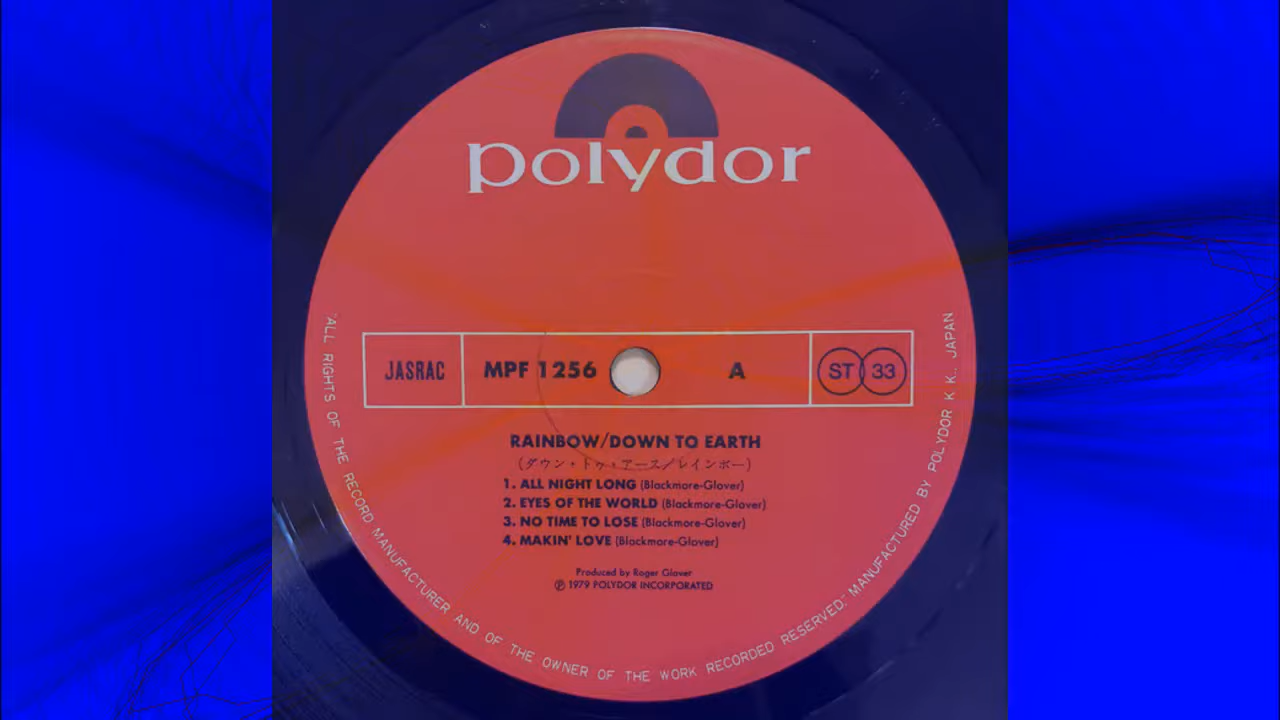 polydor
JASRAC
MPF 1256
A
ST 33
RAINBOW/DOWN TO EARTH
(ダウン・トゥ・アース/レインボー)
1. ALL NIGHT LONG (Blackmore-Glover)
2. EYES OF THE WORLD (Blackmore-Glover)
3. NO TIME TO LOSE (Blackmore-Glover)
4. MAKIN' LOVE (Blackmore-Glover)
Produced by Roger Glover
Ⓟ 1979 POLYDOR INCORPORATED
"ALL RIGHTS OF THE RECORD MANUFACTURER AND OF THE OWNER OF THE WORK RECORDED RESERVED." MANUFACTURED BY POLYDOR K.K., JAPAN